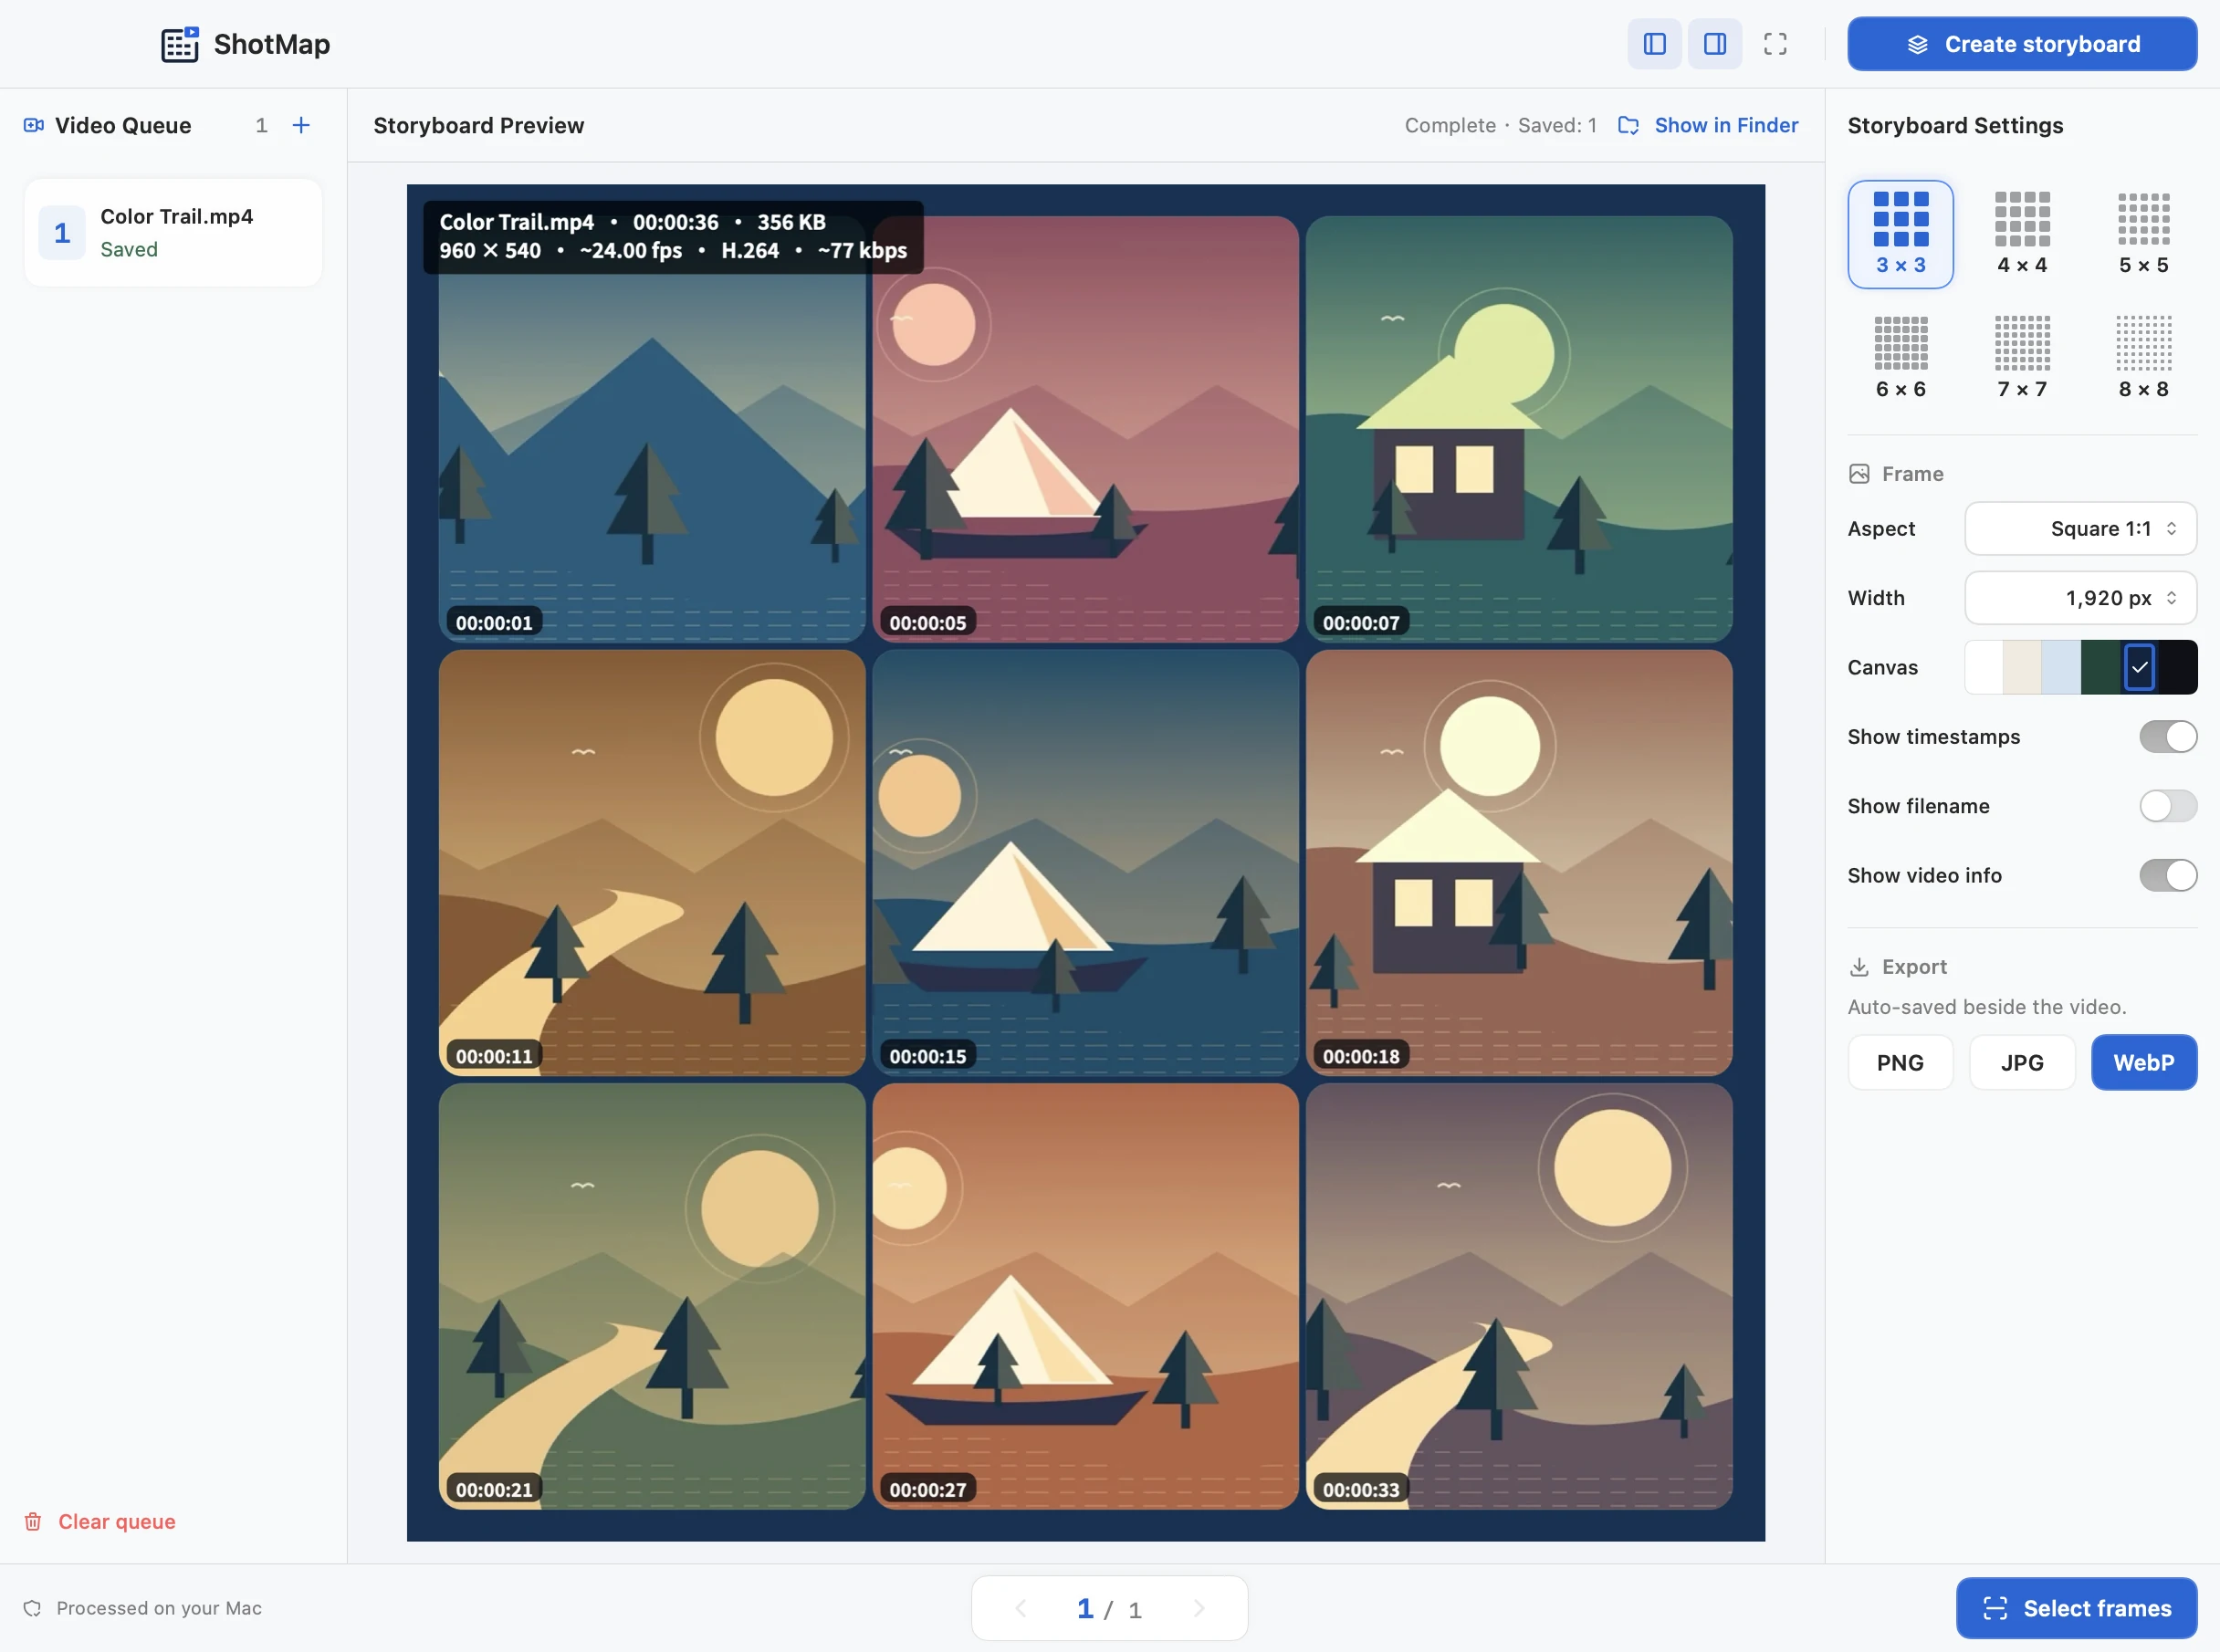 ShotMap
Create storyboard
Video Queue 1
Storyboard Preview
Complete · Saved: 1
Show in Finder
Storyboard Settings
1
Color Trail.mp4
Saved
Color Trail.mp4 • 00:00:36 • 356 KB
960 × 540 • ~24.00 fps • H.264 • ~77 kbps
00:00:01
00:00:05
00:00:07
00:00:11
00:00:15
00:00:18
00:00:21
00:00:27
00:00:33
3 × 3
4 × 4
5 × 5
6 × 6
7 × 7
8 × 8
Frame
Aspect
Square 1:1
Width
1,920 px
Canvas
Show timestamps
Show filename
Show video info
Export
Auto-saved beside the video.
PNG
JPG
WebP
Clear queue
Processed on your Mac
1 / 1
Select frames